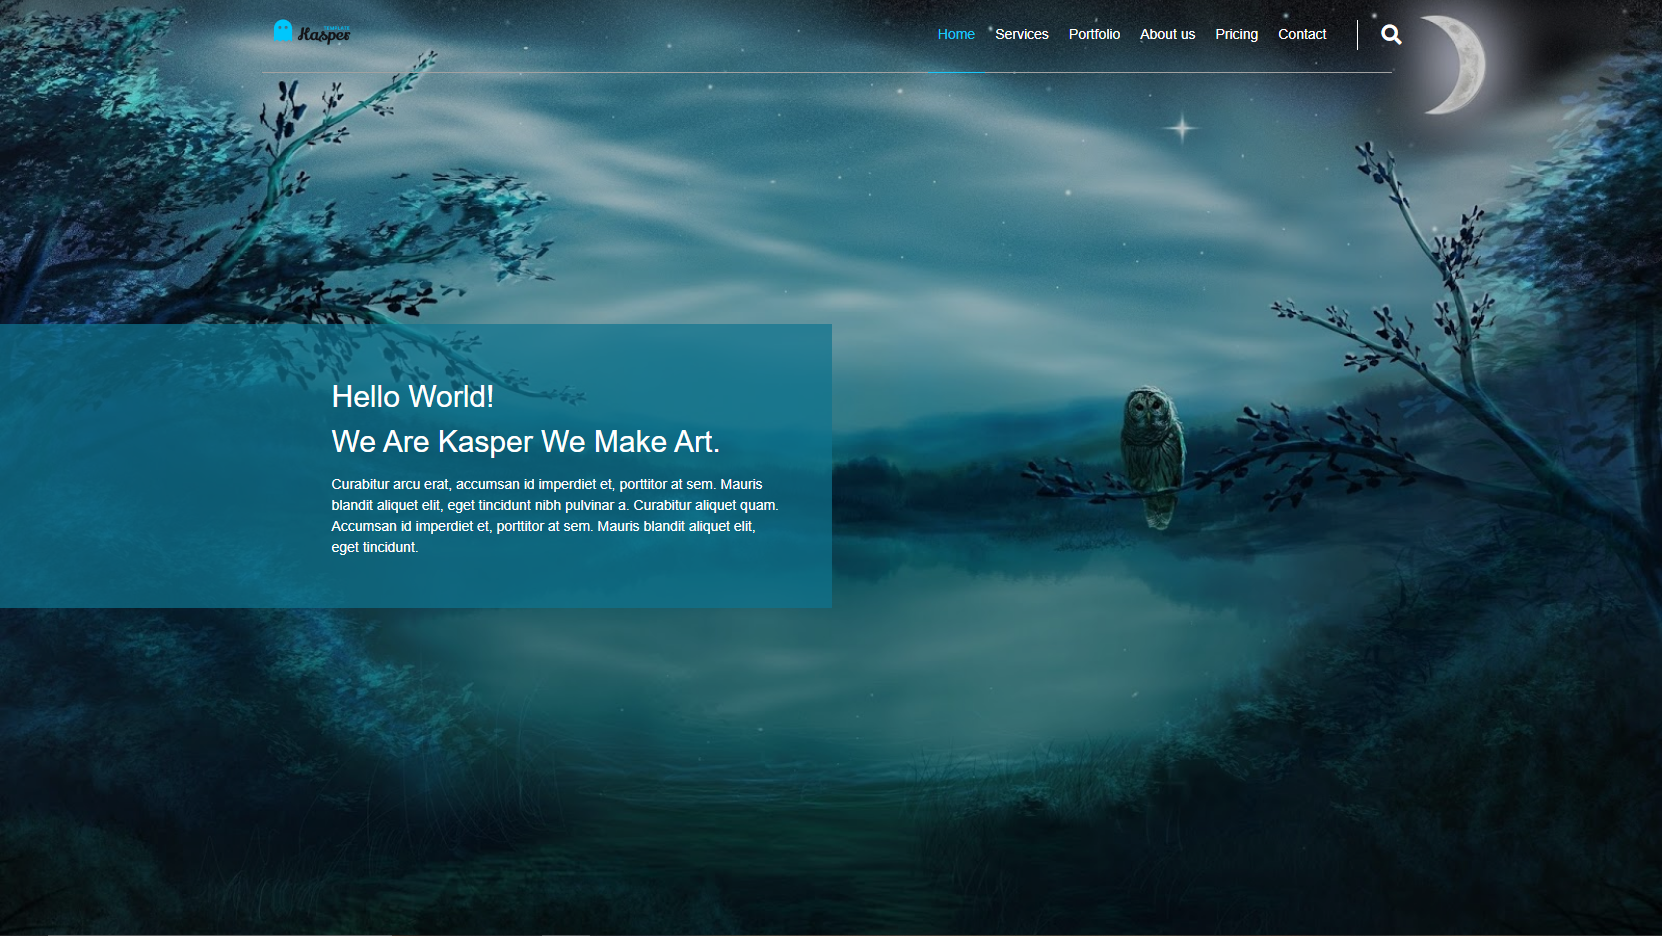 TEMPLATE
Kasper
Home Services Portfolio About us Pricing Contact
Hello World!
We Are Kasper We Make Art.
Curabitur arcu erat, accumsan id imperdiet et, porttitor at sem. Mauris
blandit aliquet elit, eget tincidunt nibh pulvinar a. Curabitur aliquet quam.
Accumsan id imperdiet et, porttitor at sem. Mauris blandit aliquet elit,
eget tincidunt.